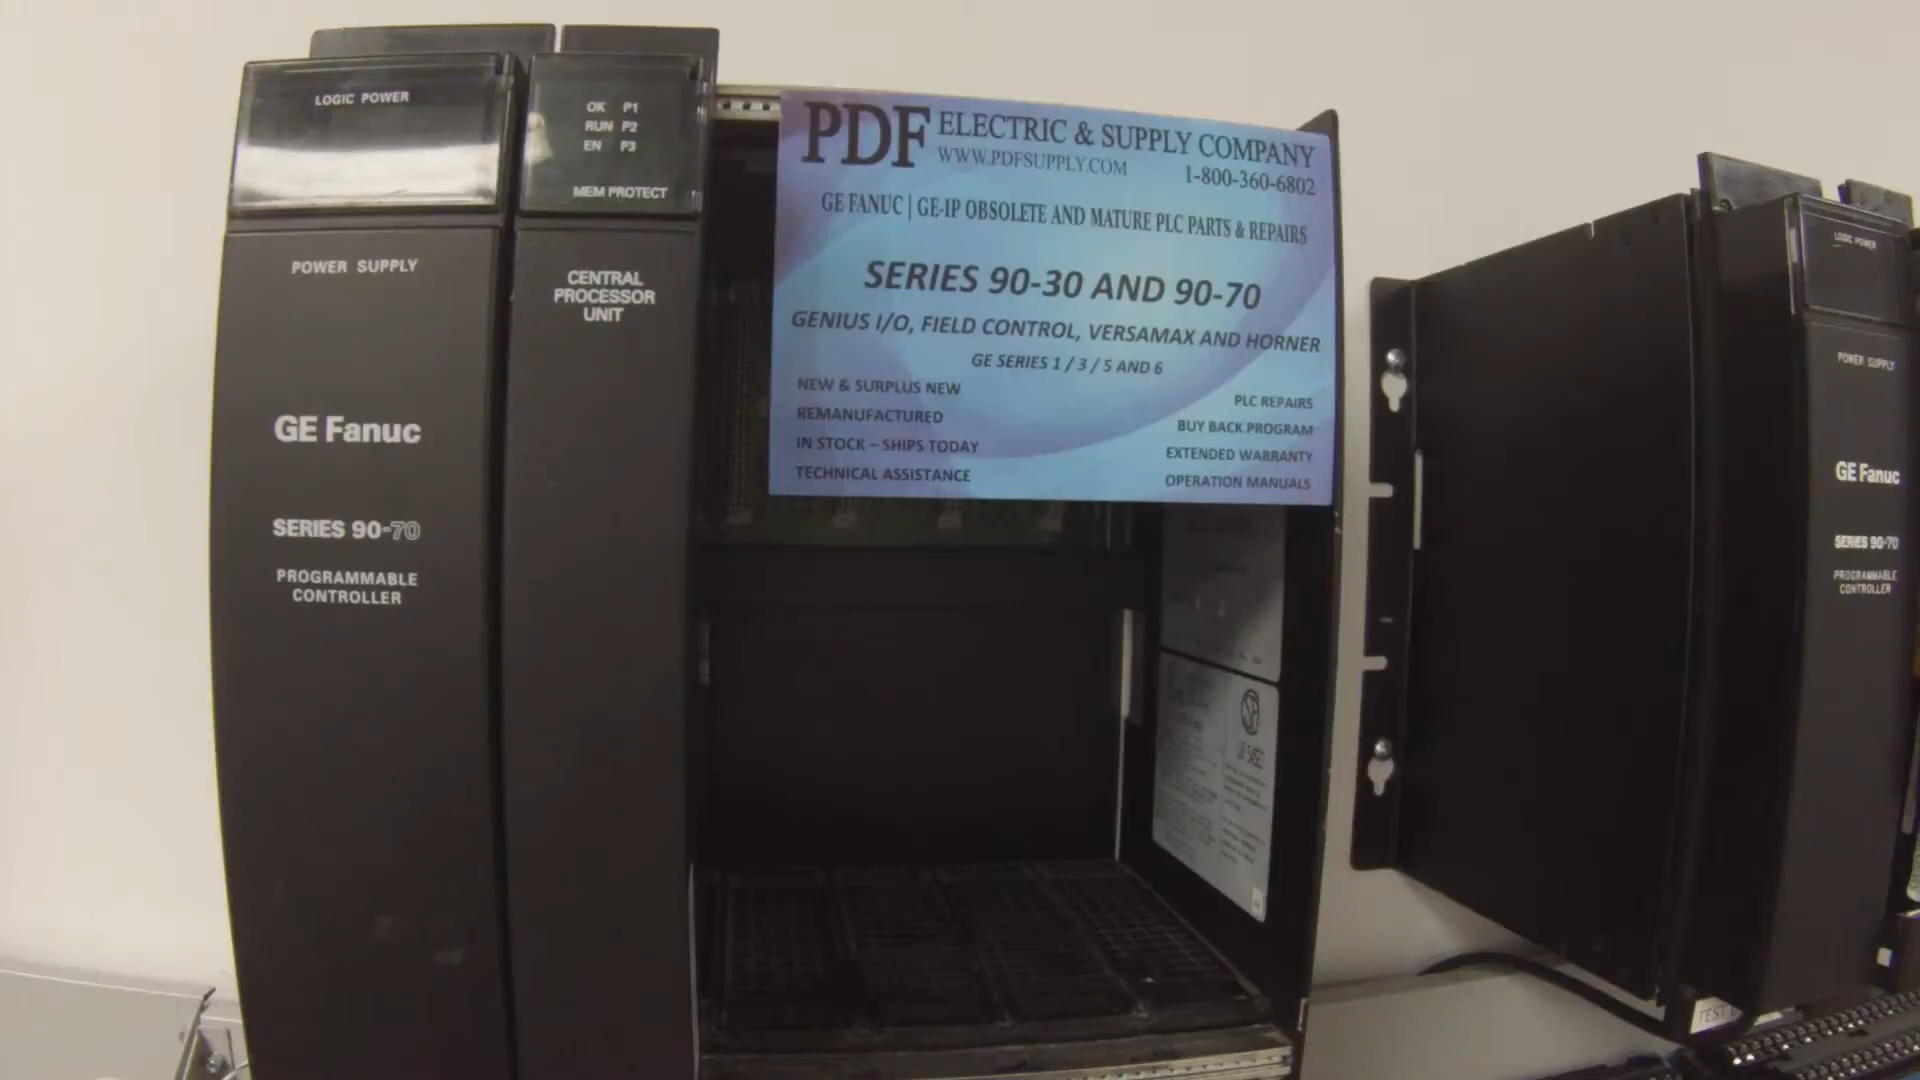 LOGIC POWER
POWER SUPPLY
GE Fanuc
SERIES 90-70
PROGRAMMABLE
CONTROLLER
OK P1
RUN P2
EN P3
MEM PROTECT
CENTRAL
PROCESSOR
UNIT
PDF ELECTRIC & SUPPLY COMPANY
WWW.PDFSUPPLY.COM 1-800-360-6802
GE FANUC | GE-IP OBSOLETE AND MATURE PLC PARTS & REPAIRS
SERIES 90-30 AND 90-70
GENIUS I/O, FIELD CONTROL, VERSAMAX AND HORNER
GE SERIES 1 / 3 / 5 AND 6
NEW & SURPLUS NEW
REMANUFACTURED
IN STOCK – SHIPS TODAY
TECHNICAL ASSISTANCE
PLC REPAIRS
BUY BACK PROGRAM
EXTENDED WARRANTY
OPERATION MANUALS
LOGIC POWER
POWER SUPPLY
GE Fanuc
SERIES 90-70
PROGRAMMABLE
CONTROLLER
TEST